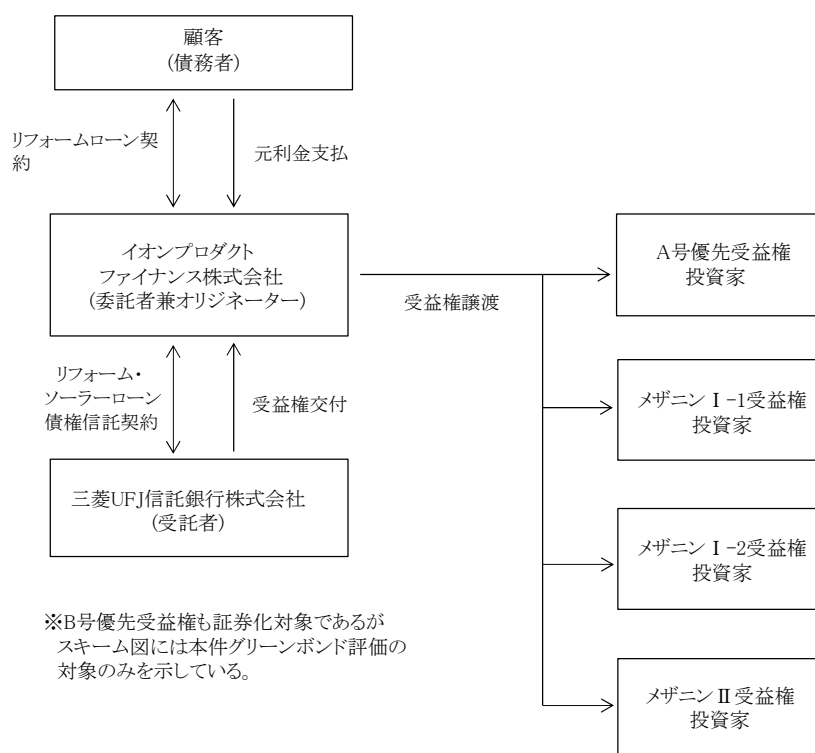 顧客
(債務者)
リフォームローン契
約
元利金支払
イオンプロダクト
ファイナンス株式会社
(委託者兼オリジネーター)
受益権譲渡
A号優先受益権
投資家
リフォーム・
ソーラーローン
債権信託契約
受益権交付
メザニンⅠ-1受益権
投資家
三菱UFJ信託銀行株式会社
(受託者)
メザニンⅠ-2受益権
投資家
※B号優先受益権も証券化対象であるが
スキーム図には本件グリーンボンド評価の
対象のみを示している。
メザニンⅡ受益権
投資家